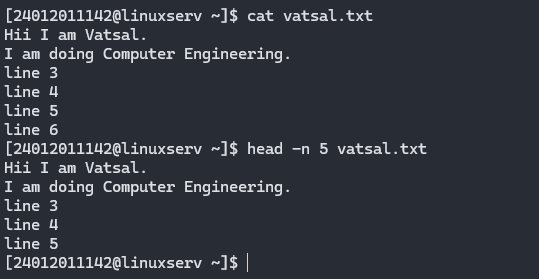 [24012011142@linuxserv ~]$ cat vatsal.txt
Hii I am Vatsal.
I am doing Computer Engineering.
line 3
line 4
line 5
line 6
[24012011142@linuxserv ~]$ head -n 5 vatsal.txt
Hii I am Vatsal.
I am doing Computer Engineering.
line 3
line 4
line 5
[24012011142@linuxserv ~]$